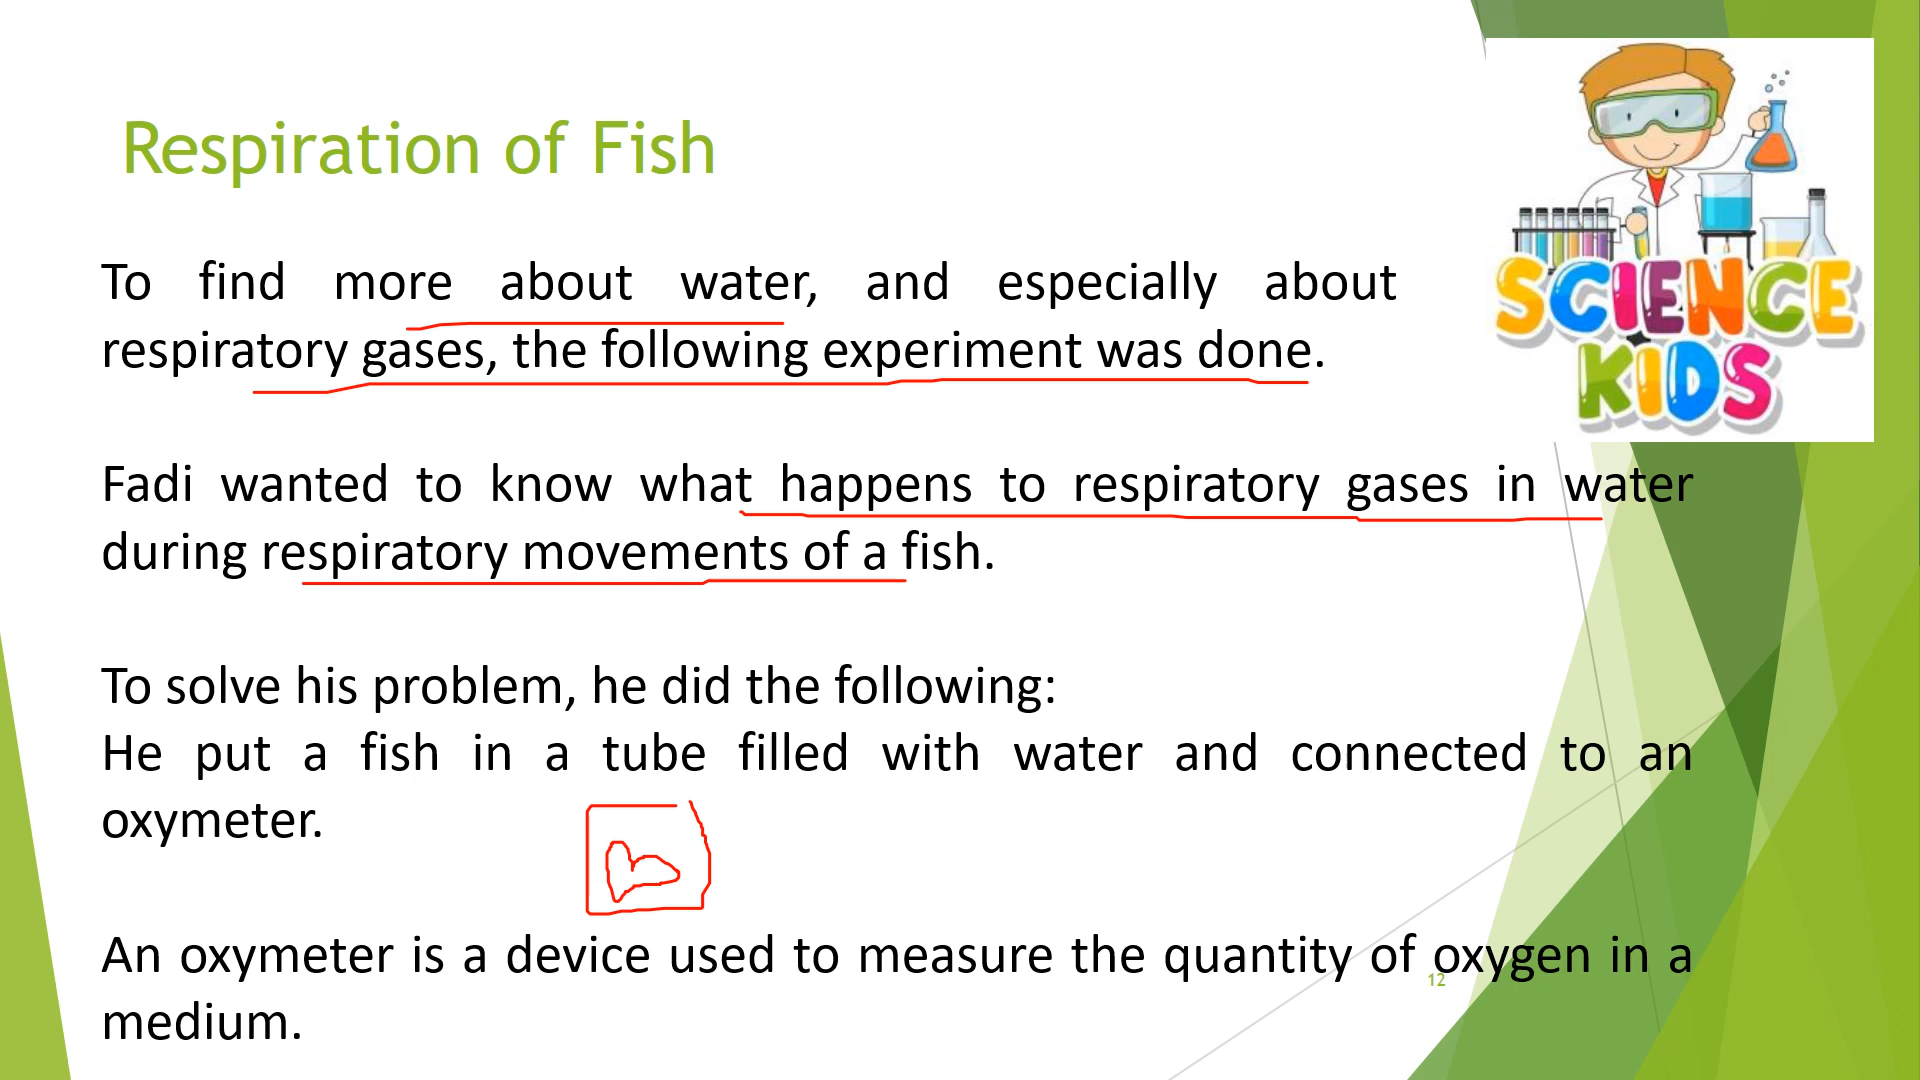 Respiration of Fish
To find more about water, and especially about
respiratory gases, the following experiment was done.
Fadi wanted to know what happens to respiratory gases in water
during respiratory movements of a fish.
To solve his problem, he did the following:
He put a fish in a tube filled with water and connected to an
oxymeter.
An oxymeter is a device used to measure the quantity of oxygen in a
medium.
12
SCIENCE
KIDS